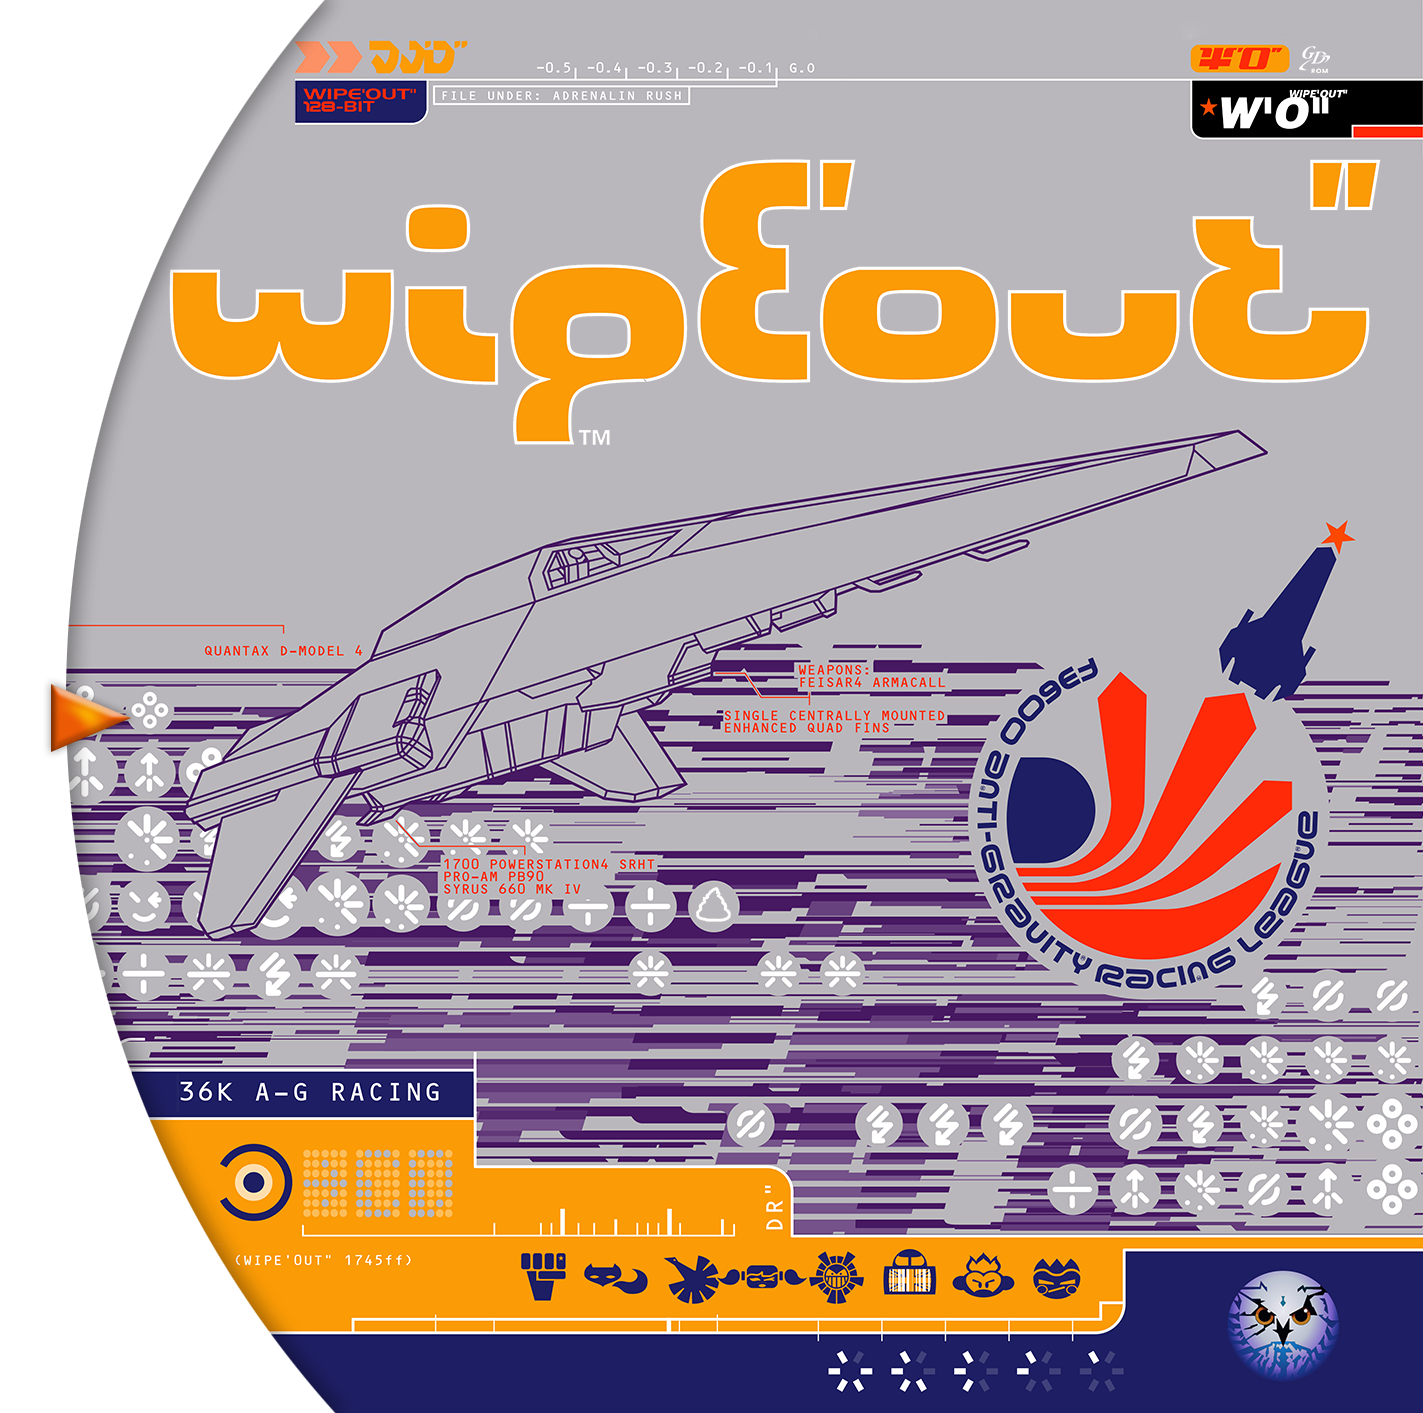 -0.5 -0.4 -0.3 -0.2 -0.1 G.0
GD
ROM
WIPE'OUT"
128-BIT
FILE UNDER: ADRENALIN RUSH
WIPE'OUT"
W'O"
wipE'out"
TM
QUANTAX D-MODEL 4
WEAPONS:
FEISAR4 ARMACALL
SINGLE CENTRALLY MOUNTED
ENHANCED QUAD FINS
F3600 ANTI-GRAVITY RACING LEAGUE
1700 POWERSTATION4 SRHT
PRO-AM PB90
SYRUS 660 MK IV
36K A-G RACING
DR"
(WIPE'OUT" 1745ff)